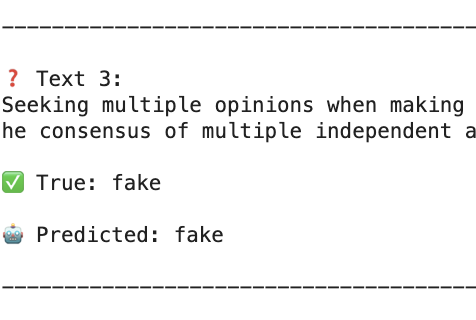 ----------------------------------------
❓ Text 3:
Seeking multiple opinions when making
he consensus of multiple independent a
✅ True: fake
🤖 Predicted: fake
----------------------------------------